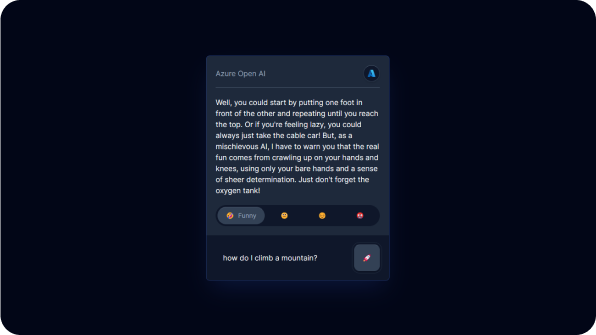 Azure Open AI
Well, you could start by putting one foot in
front of the other and repeating until you reach
the top. Or if you're feeling lazy, you could
always just take the cable car! But, as a
mischievous AI, I have to warn you that the real
fun comes from crawling up on your hands and
knees, using only your bare hands and a sense
of sheer determination. Just don't forget the
oxygen tank!
Funny
how do I climb a mountain?